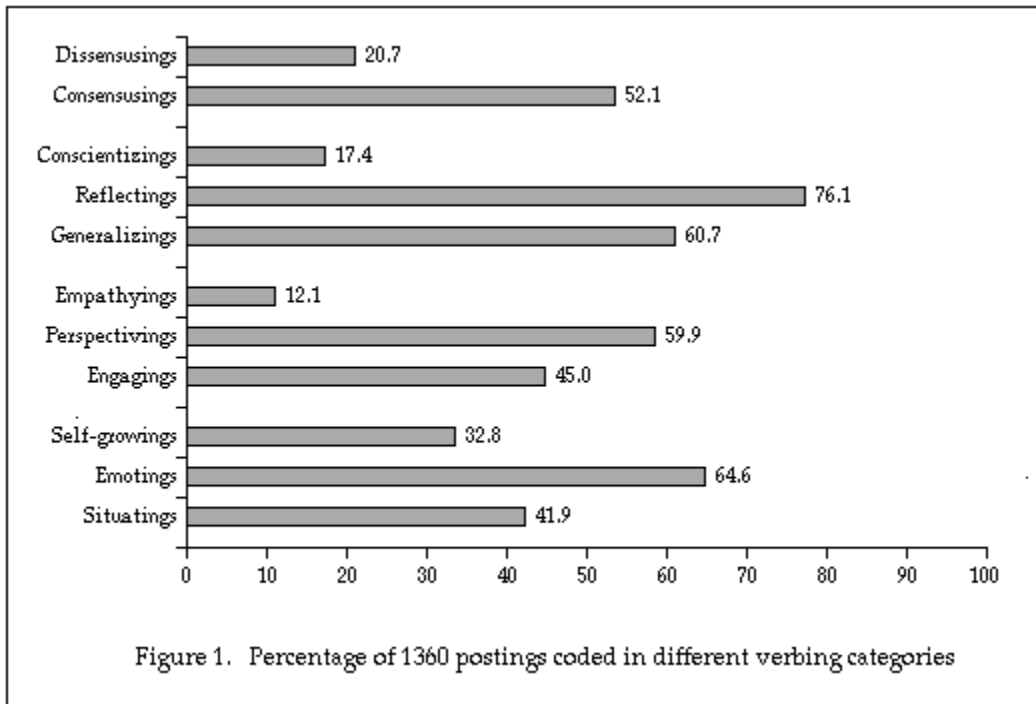 Dissensusings 20.7
Consensusings 52.1
Conscientizings 17.4
Reflectings 76.1
Generalizings 60.7
Empathyings 12.1
Perspectivings 59.9
Engagings 45.0
Self-growings 32.8
Emotings 64.6
Situatings 41.9
0 10 20 30 40 50 60 70 80 90 100
Figure 1. Percentage of 1360 postings coded in different verbing categories